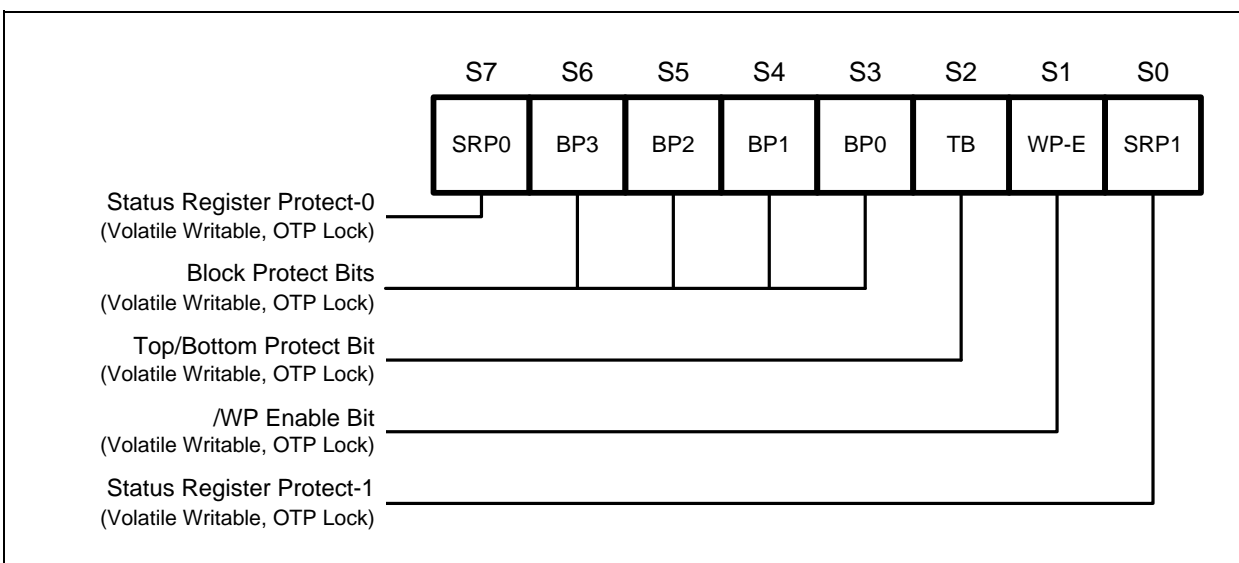 S7 S6 S5 S4 S3 S2 S1 S0
SRP0 BP3 BP2 BP1 BP0 TB WP-E SRP1
Status Register Protect-0
(Volatile Writable, OTP Lock)
Block Protect Bits
(Volatile Writable, OTP Lock)
Top/Bottom Protect Bit
(Volatile Writable, OTP Lock)
/WP Enable Bit
(Volatile Writable, OTP Lock)
Status Register Protect-1
(Volatile Writable, OTP Lock)